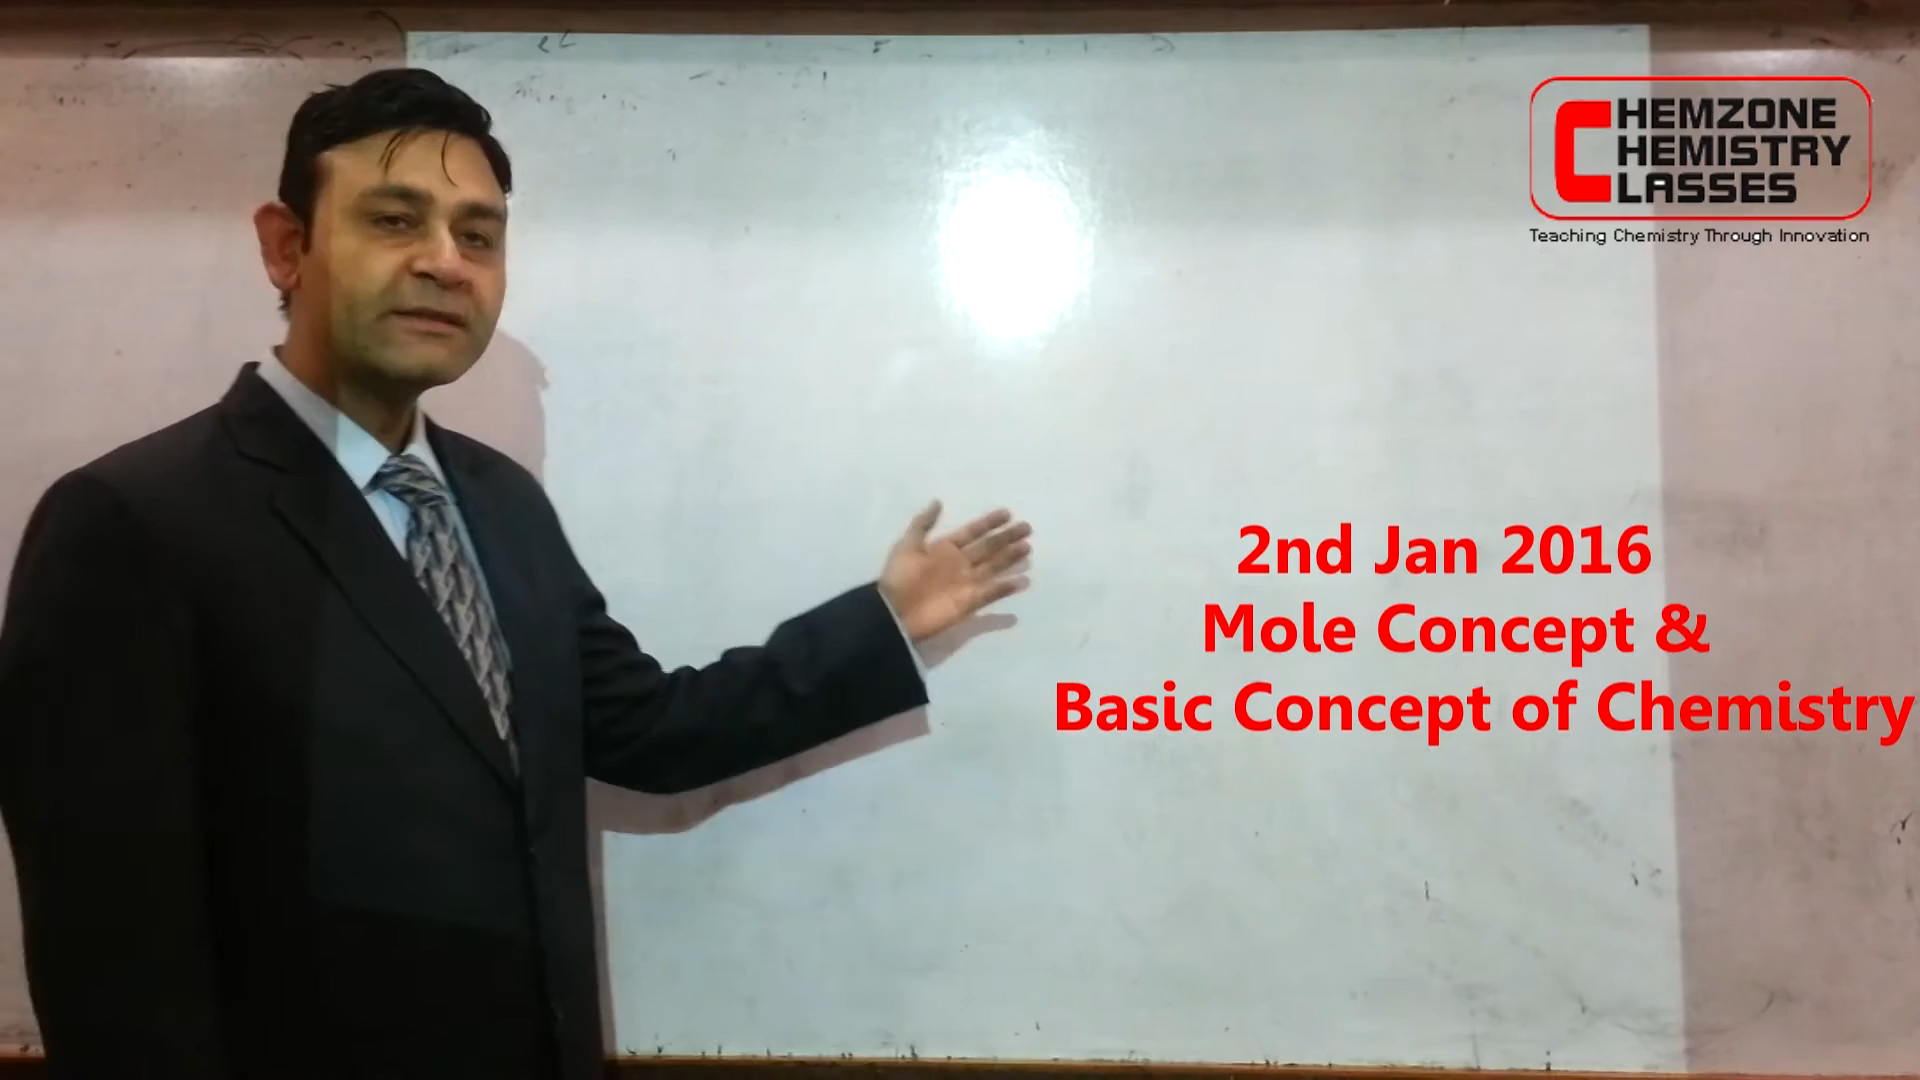 CHEMZONE
CHEMISTRY
CLASSES
Teaching Chemistry Through Innovation
2nd Jan 2016
Mole Concept &
Basic Concept of Chemistry